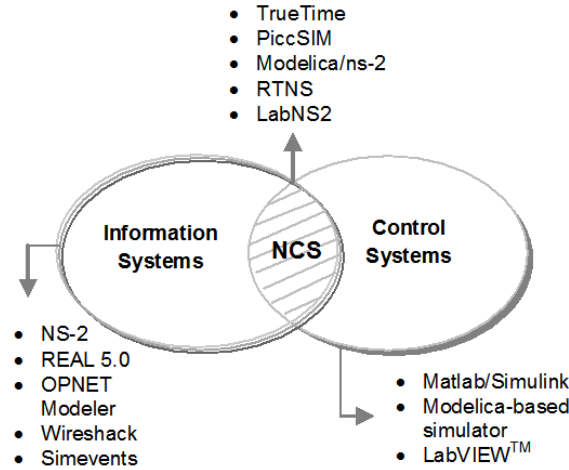 • TrueTime
• PiccSIM
• Modelica/ns-2
• RTNS
• LabNS2
Information
Systems
NCS
Control
Systems
• NS-2
• REAL 5.0
• OPNET
Modeler
• Wireshack
• Simevents
• Matlab/Simulink
• Modelica-based
simulator
• LabVIEW™